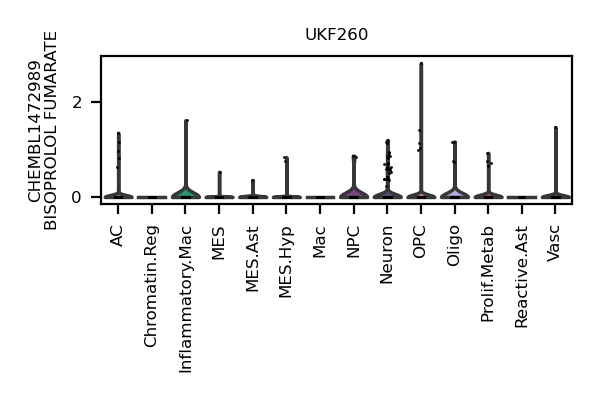 UKF260
CHEMBL1472989
BISOPROLOL FUMARATE
2
0
AC
Chromatin.Reg
Inflammatory.Mac
MES
MES.Ast
MES.Hyp
Mac
NPC
Neuron
OPC
Oligo
Prolif.Metab
Reactive.Ast
Vasc